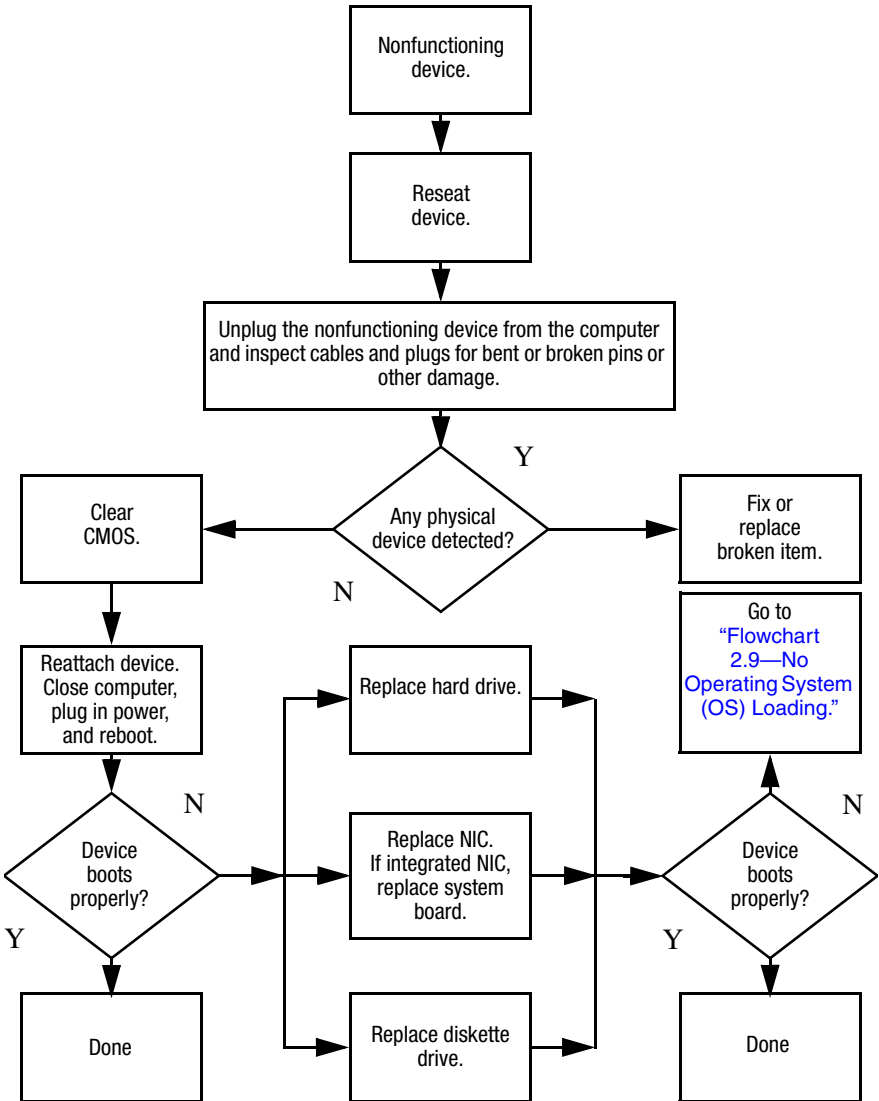 Nonfunctioning
device.
Reseat
device.
Unplug the nonfunctioning device from the computer
and inspect cables and plugs for bent or broken pins or
other damage.
Y
Clear
CMOS.
Any physical
device detected?
Fix or
replace
broken item.
N
Go to
“Flowchart
2.9—No
Operating System
(OS) Loading.”
Reattach device.
Close computer,
plug in power,
and reboot.
Replace hard drive.
N
N
Device
boots
properly?
Replace NIC.
If integrated NIC,
replace system
board.
Device
boots
properly?
Y
Y
Done
Replace diskette
drive.
Done